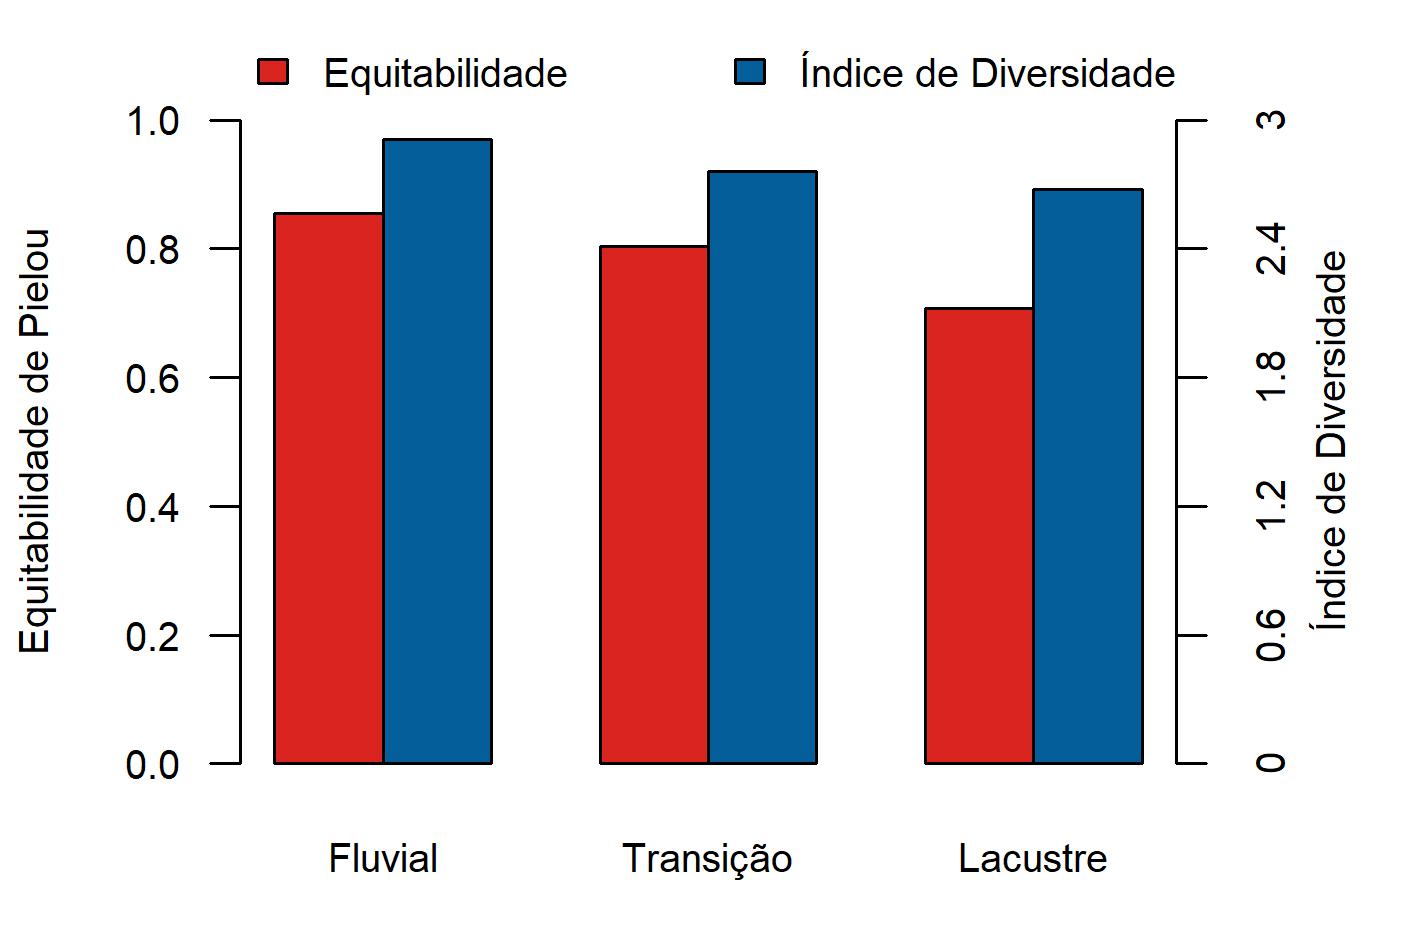 Equitabilidade
Índice de Diversidade
Equitabilidade de Pielou
1.0
0.8
0.6
0.4
0.2
0.0
3
2.4
1.8
1.2
0.6
0
Índice de Diversidade
Fluvial
Transição
Lacustre